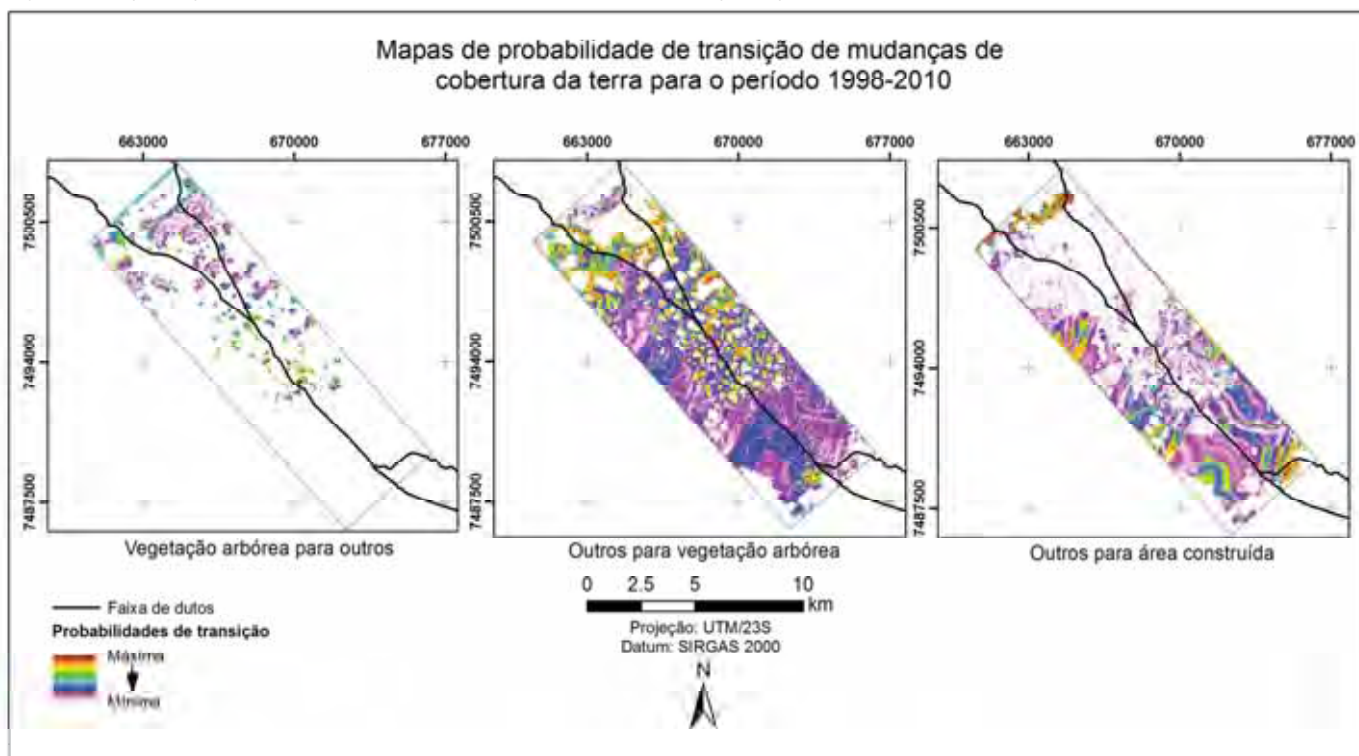 Mapas de probabilidade de transição de mudanças de
cobertura da terra para o período 1998-2010
663000 670000 677000
663000 670000 677000
663000 670000 677000
7500500
7494000
7487500
7500500
7494000
7487500
7500500
7494000
7487500
Vegetação arbórea para outros
Outros para vegetação arbórea
Outros para área construída
0 2.5 5 10
km
Projeção: UTM/23S
Datum: SIRGAS 2000
N
Faixa de dutos
Probabilidades de transição
Máxima
Mínima